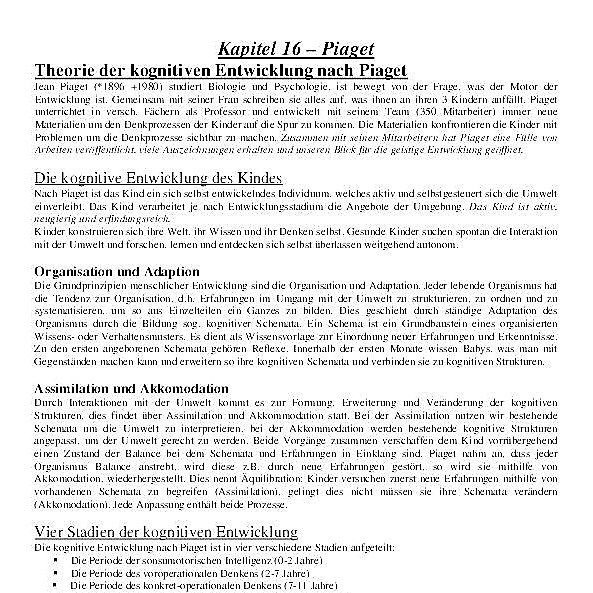 Kapitel 16 – Piaget
Theorie der kognitiven Entwicklung nach Piaget
Jean Piaget (*1896 +1980) studiert Biologie und Psychologie, ist bewegt von der Frage, was der Motor der
Entwicklung ist. Gemeinsam mit seiner Frau schreiben sie alles auf, was ihnen an ihren 3 Kindern auffällt. Piaget
unterrichtet in versch. Fächern als Professor und entwickelt mit seinem Team (350 Mitarbeiter) immer neue
Materialien um den Denkprozessen der Kinder auf die Spur zu kommen. Die Materialien konfrontieren die Kinder mit
Problemen um die Denkprozesse sichtbar zu machen. Zusammen mit seinen Mitarbeitern hat Piaget eine Fülle von
Arbeiten veröffentlicht, viele Auszeichnungen erhalten und unseren Blick für die geistige Entwicklung geöffnet.
Die kognitive Entwicklung des Kindes
Nach Piaget ist das Kind ein sich selbst entwickelndes Individuum, welches aktiv und selbstgesteuert sich die Umwelt
einverleibt. Das Kind verarbeitet je nach Entwicklungsstadium die Angebote der Umgebung. Das Kind ist aktiv,
neugierig und erfindungsreich.
Kinder konstruieren sich ihre Welt, ihr Wissen und ihr Denken selbst. Gesunde Kinder suchen spontan die Interaktion
mit der Umwelt und forschen, lernen und entdecken sich selbst überlassen weitgehend autonom.
Organisation und Adaption
Die Grundprinzipien menschlicher Entwicklung sind die Organisation und Adaptation. Jeder lebende Organismus hat
die Tendenz zur Organisation, d.h. Erfahrungen im Umgang mit der Umwelt zu strukturieren, zu ordnen und zu
systematisieren, um so aus Einzelteilen ein Ganzes zu bilden. Dies geschieht durch ständige Adaptation des
Organismus durch die Bildung sog. kognitiver Schemata. Ein Schema ist ein Grundbaustein eines organisierten
Wissens- oder Verhaltensmusters. Es dient als Wissensvorlage zur Einordnung neuer Erfahrungen und Erkenntnisse.
Zu den ersten angeborenen Schemata gehören Reflexe. Innerhalb der ersten Monate wissen Babys, was man mit
Gegenständen machen kann und erweitern so ihre kognitiven Schemata und verbinden sie zu kognitiven Strukturen.
Assimilation und Akkomodation
Durch Interaktionen mit der Umwelt kommt es zur Formung, Erweiterung und Veränderung der kognitiven
Strukturen, dies findet über Assimilation und Akkommodation statt. Bei der Assimilation nutzen wir bestehende
Schemata um die Umwelt zu interpretieren, bei der Akkommodation werden bestehende kognitive Strukturen
angepasst, um der Umwelt gerecht zu werden. Beide Vorgänge zusammen verschaffen dem Kind vorrübergehend
einen Zustand der Balance bei dem Schemata und Erfahrungen in Einklang sind. Piaget nahm an, dass jeder
Organismus Balance anstrebt, wird diese z.B. durch neue Erfahrungen gestört, so wird sie mithilfe von
Akkomodation, wiederhergestellt. Dies nennt Äquilibration: Kinder versuchen zuerst neue Erfahrungen mithilfe von
vorhandenen Schemata zu begreifen (Assimilation), gelingt dies nicht müssen sie ihre Schemata verändern
(Akkomodation). Jede Anpassung enthält beide Prozesse.
Vier Stadien der kognitiven Entwicklung
Die kognitive Entwicklung nach Piaget ist in vier verschiedene Stadien aufgeteilt:
▪ Die Periode der sonsumotorischen Intelligenz (0-2 Jahre)
▪ Die Periode des voroperationalen Denkens (2-7 Jahre)
▪ Die Periode des konkret-operationalen Denkens (7-11 Jahre)